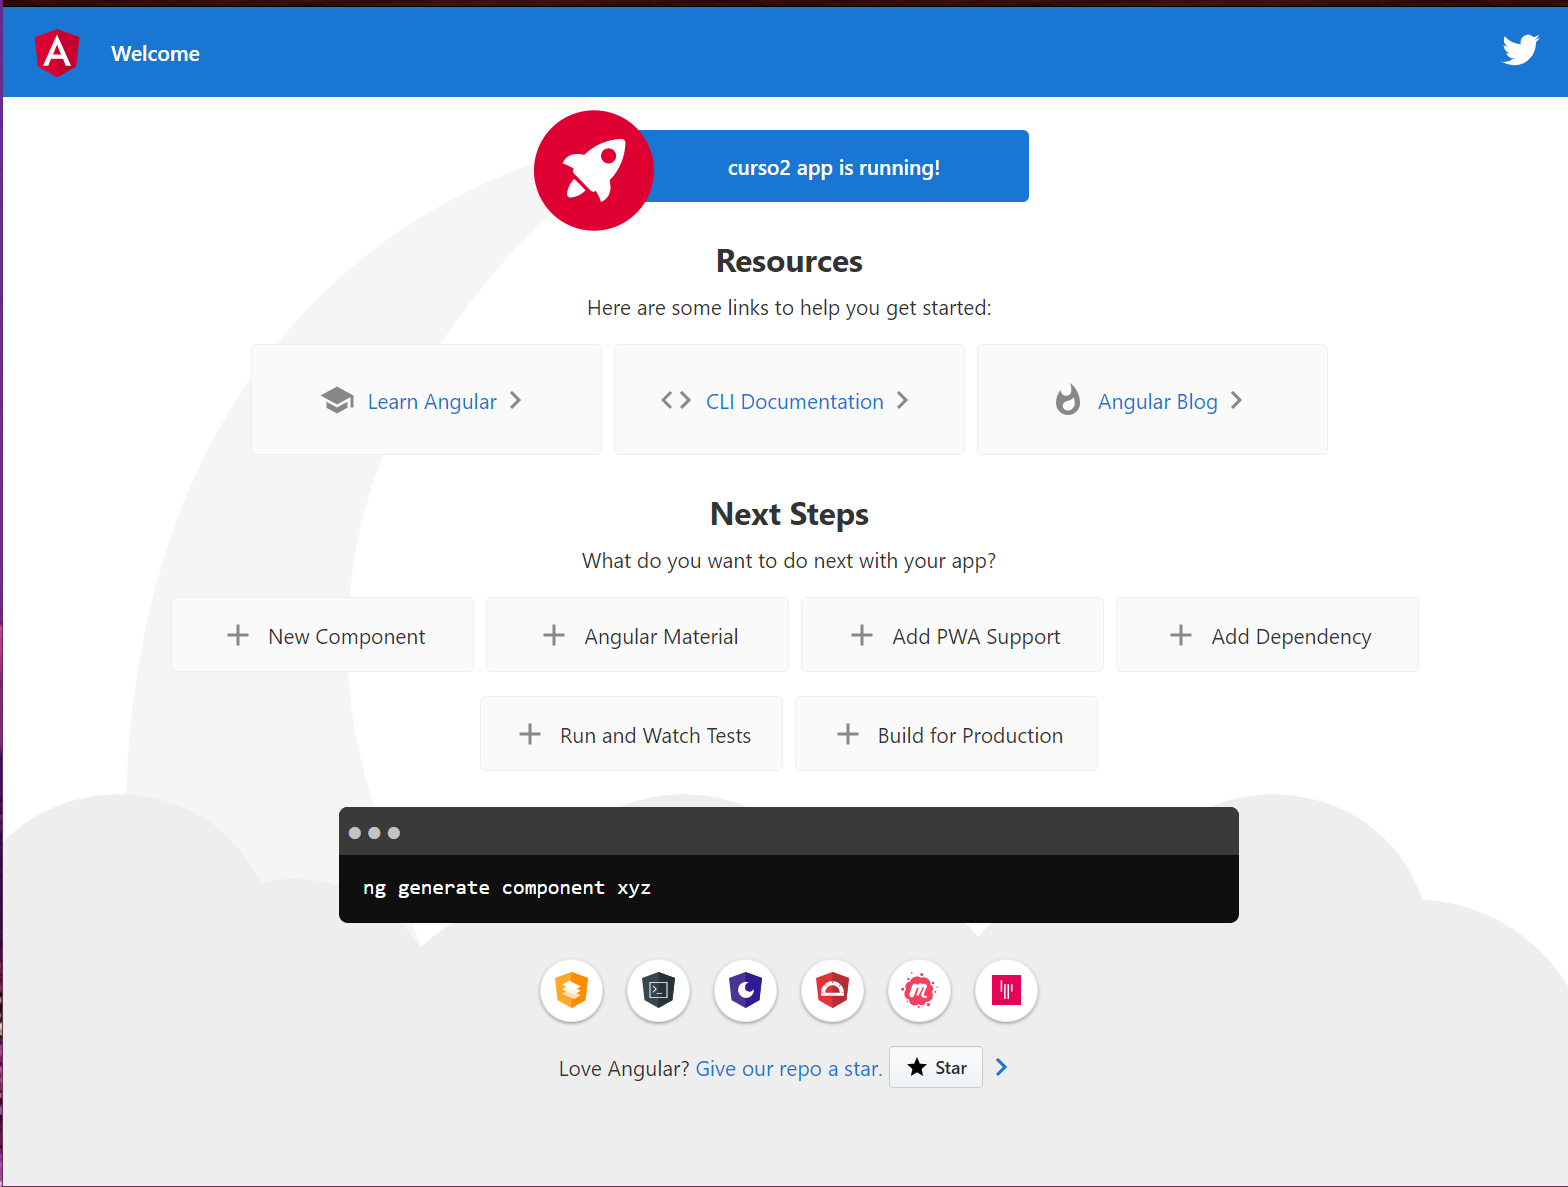 Welcome
curso2 app is running!
Resources
Here are some links to help you get started:
Learn Angular
CLI Documentation
Angular Blog
Next Steps
What do you want to do next with your app?
New Component
Angular Material
Add PWA Support
Add Dependency
Run and Watch Tests
Build for Production
ng generate component xyz
Love Angular? Give our repo a star. Star